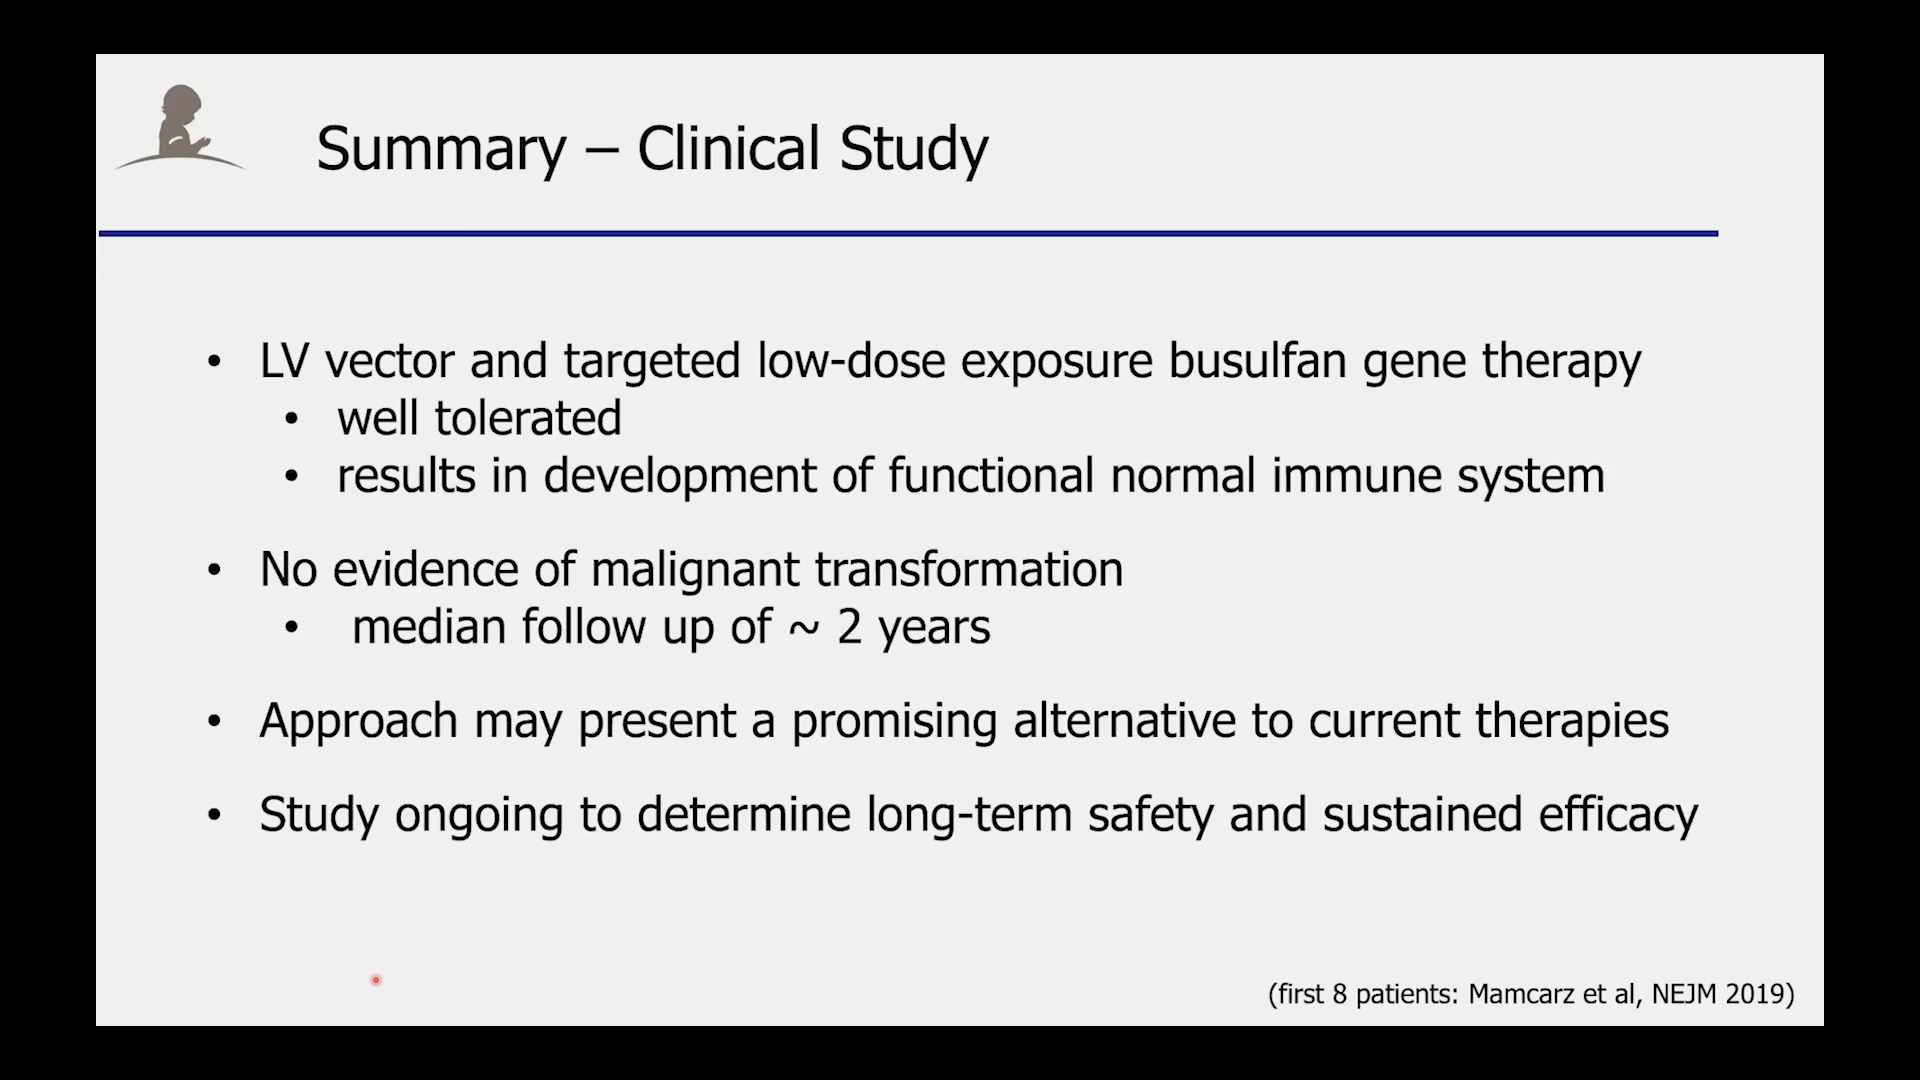 Summary – Clinical Study
• LV vector and targeted low-dose exposure busulfan gene therapy
• well tolerated
• results in development of functional normal immune system
• No evidence of malignant transformation
• median follow up of ~ 2 years
• Approach may present a promising alternative to current therapies
• Study ongoing to determine long-term safety and sustained efficacy
(first 8 patients: Mamcarz et al, NEJM 2019)